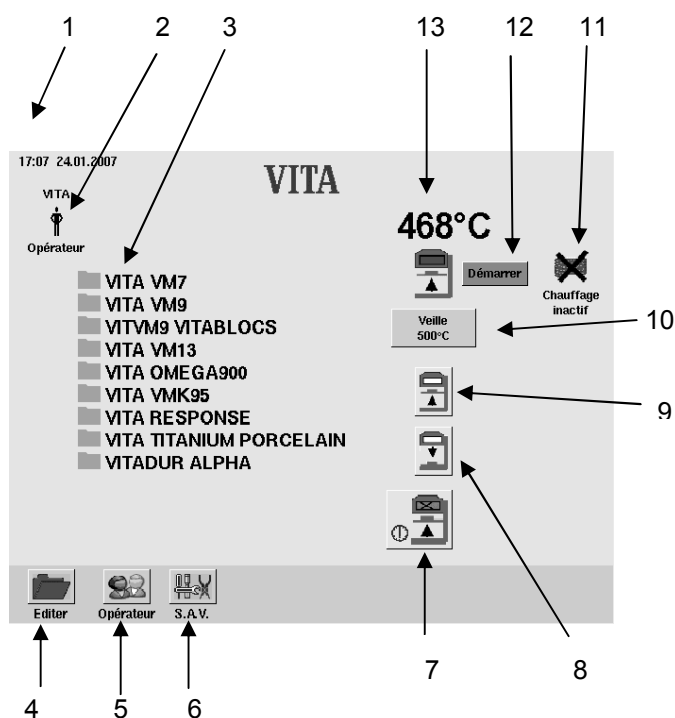 1
2
3
13
12
11
17:07 24.01.2007
VITA
VITA
Opérateur
468°C
Démarrer
Chauffage
inactif
Veille
500°C
10
VITA VM7
VITA VM9
VITVM9 VITABLOCS
VITA VM13
VITA OMEGA900
VITA VMK95
VITA RESPONSE
VITA TITANIUM PORCELAIN
VITADUR ALPHA
9
Editer
Opérateur
S.A.V.
7
8
4
5
6